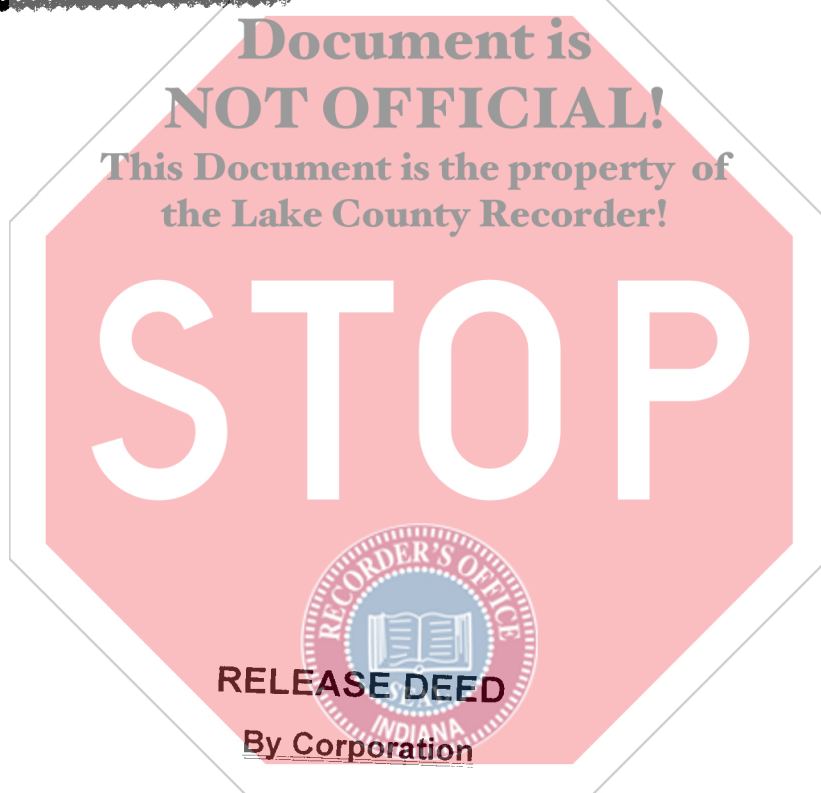 Document is
NOT OFFICIAL!
This Document is the property of
the Lake County Recorder!
STOP
RECORDER'S OFFICE
SEAL
INDIANA
RELEASE DEED
By Corporation